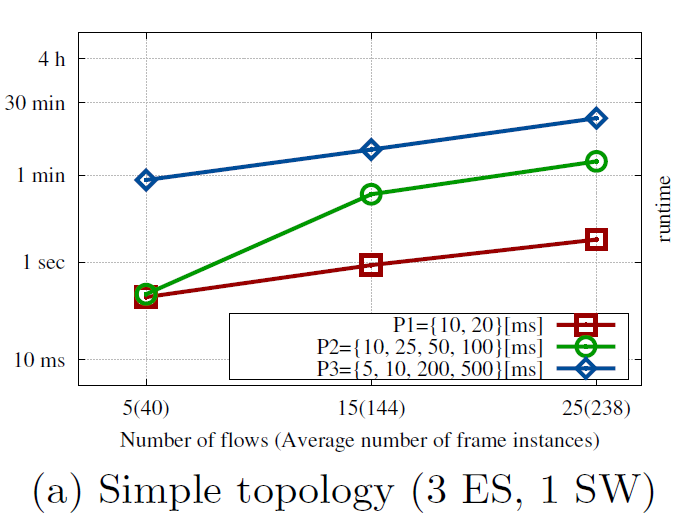 4 h
30 min
1 min
1 sec
10 ms
runtime
P1={10, 20}[ms]
P2={10, 25, 50, 100}[ms]
P3={5, 10, 200, 500}[ms]
5(40) 15(144) 25(238)
Number of flows (Average number of frame instances)
(a) Simple topology (3 ES, 1 SW)